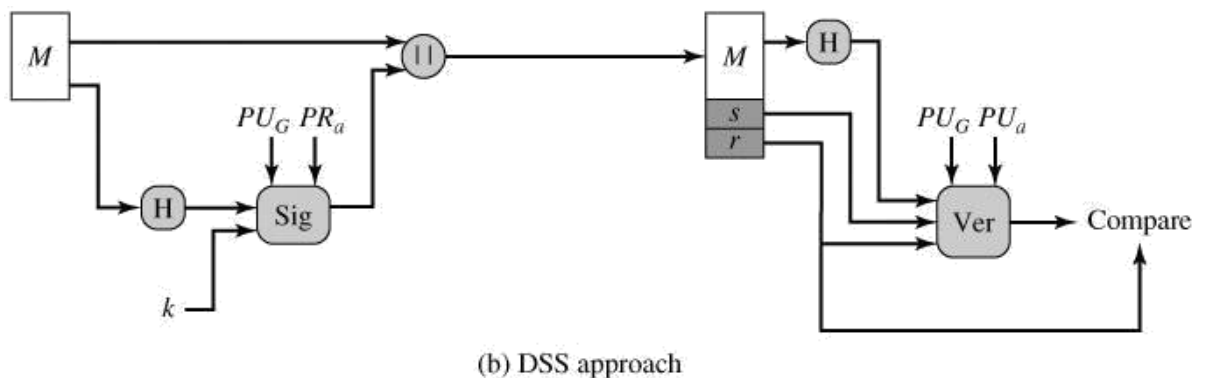 M
||
M
H
s
r
PU_G PR_a
PU_G PU_a
H
Sig
Ver
Compare
k
(b) DSS approach